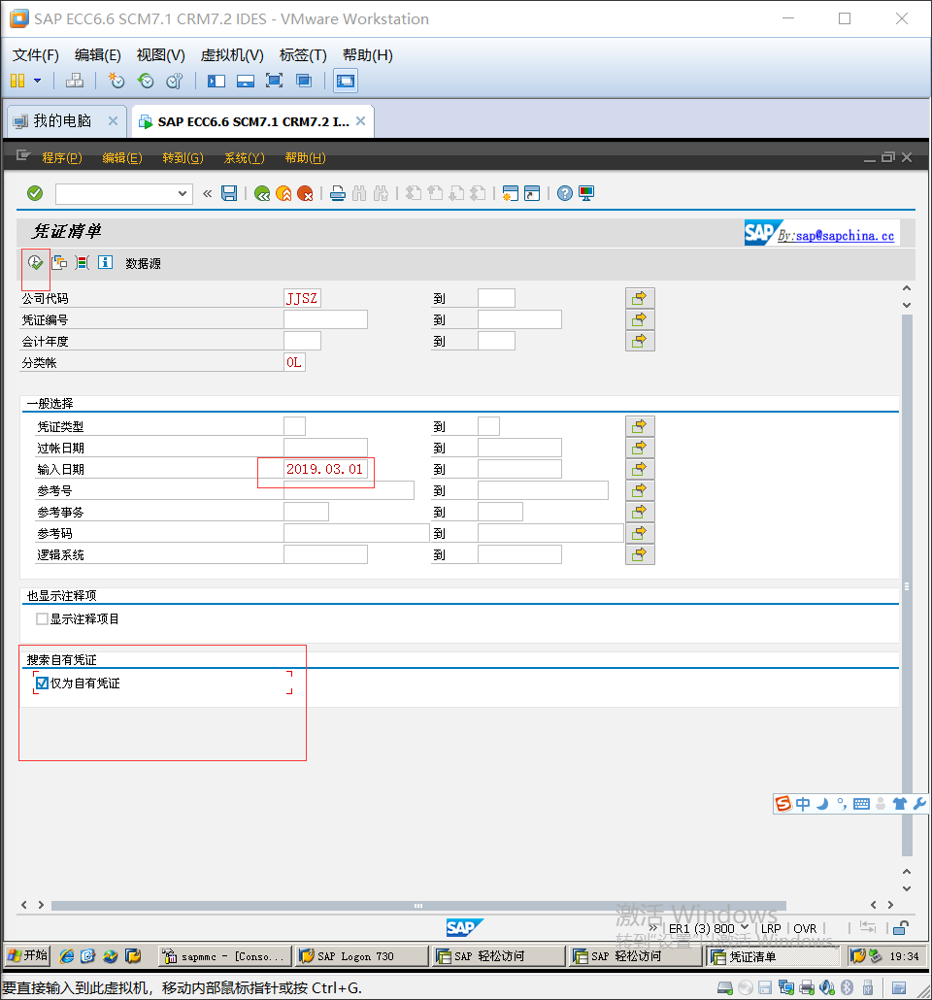 SAP ECC6.6 SCM7.1 CRM7.2 IDES - VMware Workstation
文件(F) 编辑(E) 视图(V) 虚拟机(V) 标签(T) 帮助(H)
我的电脑 SAP ECC6.6 SCM7.1 CRM7.2 I...
程序(P) 编辑(E) 转到(G) 系统(Y) 帮助(H)
凭证清单
SAP By:sap@sapchina.cc
数据源
公司代码 JJSZ 到
凭证编号 到
会计年度 到
分类帐 0L
一般选择
凭证类型 到
过帐日期 到
输入日期 2019.03.01 到
参考号 到
参考事务 到
参考码 到
逻辑系统 到
也显示注释项
显示注释项目
搜索自有凭证
仅为自有凭证
中
激活 Windows
SAP
ER1 (3) 800 LRP OVR
转到"设置"以激活 Windows
开始 sapmmc - [Conso... SAP Logon 730 SAP 轻松访问 SAP 轻松访问 凭证清单 19:34
要直接输入到此虚拟机，移动内部鼠标指针或按 Ctrl+G.